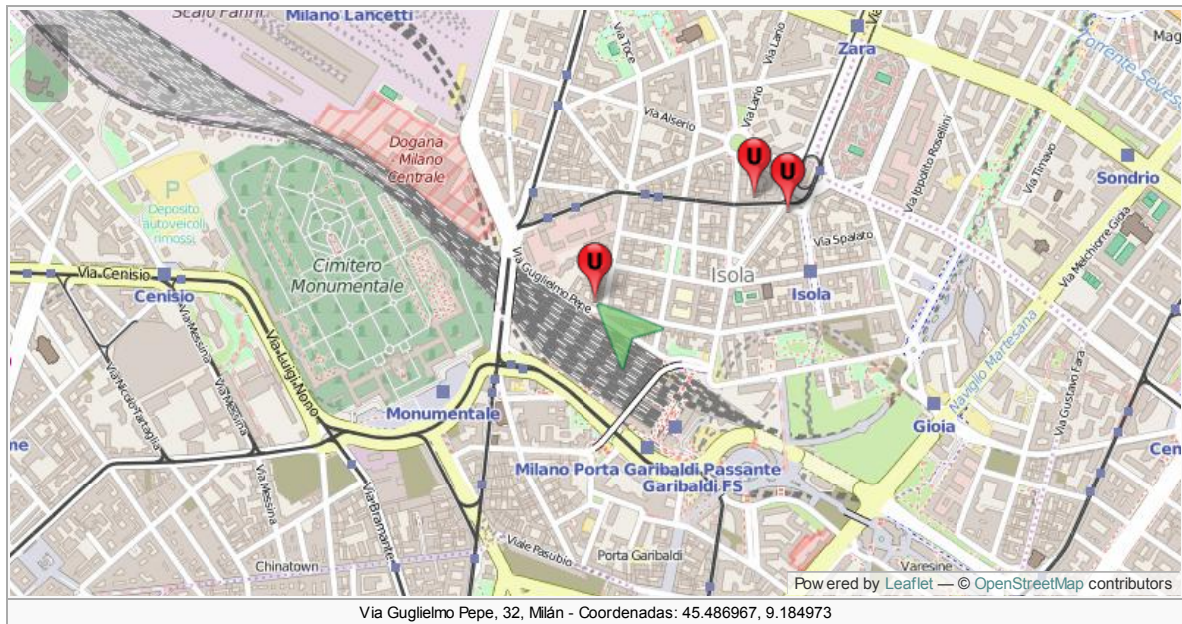 Scalo Farini
Milano Lancetti
Via Toce
Via Lario
Zara
Torrente Seveso
Mag
Via Alserio
Via Lario
Via Ippolito Rosellini
Via Timavo
Sondrio
Dogana
Milano
Centrale
P
Deposito
autoveicoli
rimossi
U
U
U
Via Spalato
Via Melchiorre Gioia
Via Cenisio
Cenisio
Cimitero
Monumentale
Via Guglielmo Pepe
Isola
Isola
Via Messina
Via Luigi Nono
Via Nicolo Tartaglia
Via Messina
Monumentale
Naviglio Martesana
Via Gustavo Fara
Gioia
me
Cen
Milano Porta Garibaldi Passante
Garibaldi FS
Via Messina
Via Bramante
Chinatown
Viale Pasubio
Porta Garibaldi
Varesine
Powered by Leaflet — © OpenStreetMap contributors
Via Guglielmo Pepe, 32, Milán - Coordenadas: 45.486967, 9.184973